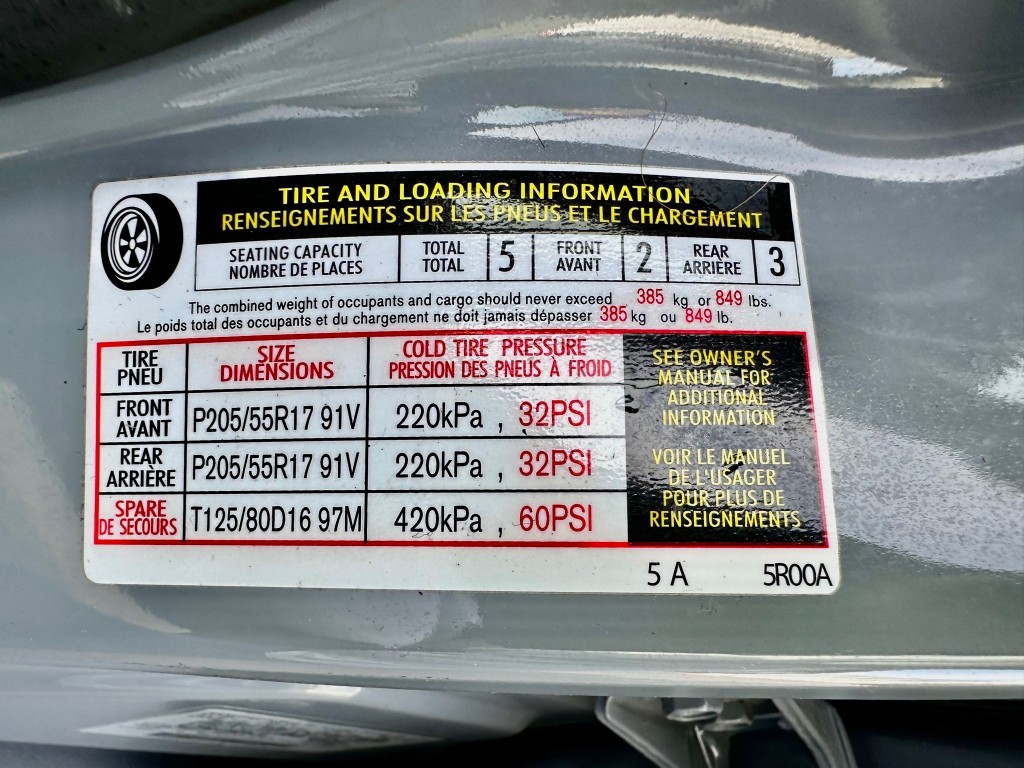 TIRE AND LOADING INFORMATION
RENSEIGNEMENTS SUR LES PNEUS ET LE CHARGEMENT
SEATING CAPACITY
NOMBRE DE PLACES
TOTAL
TOTAL
5
FRONT
AVANT
2
REAR
ARRIÈRE
3
The combined weight of occupants and cargo should never exceed 385 kg or 849 lbs.
Le poids total des occupants et du chargement ne doit jamais dépasser 385 kg ou 849 lb.
TIRE
PNEU
SIZE
DIMENSIONS
COLD TIRE PRESSURE
PRESSION DES PNEUS À FROID
FRONT
AVANT
P205/55R17 91V
220kPa , 32PSI
REAR
ARRIÈRE
P205/55R17 91V
220kPa , 32PSI
SPARE
DE SECOURS
T125/80D16 97M
420kPa , 60PSI
SEE OWNER'S
MANUAL FOR
ADDITIONAL
INFORMATION
VOIR LE MANUEL
DE L'USAGER
POUR PLUS DE
RENSEIGNEMENTS
5 A 5R00A